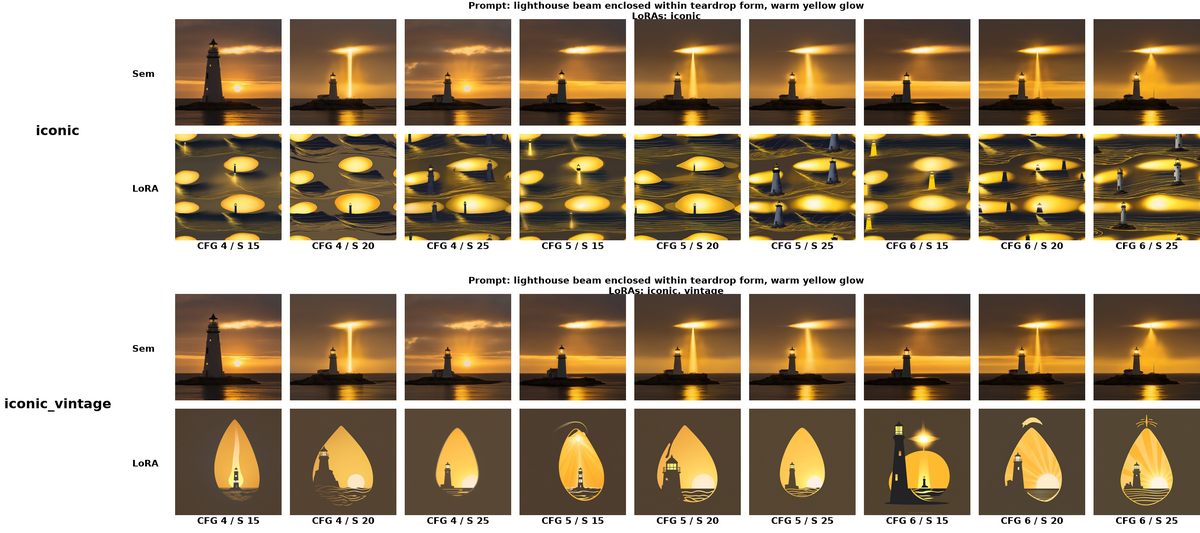 Prompt: lighthouse beam enclosed within teardrop form, warm yellow glow
LoRAs: iconic
Sem
iconic
LoRA
CFG 4 / S 15 CFG 4 / S 20 CFG 4 / S 25 CFG 5 / S 15 CFG 5 / S 20 CFG 5 / S 25 CFG 6 / S 15 CFG 6 / S 20 CFG 6 / S 25
Prompt: lighthouse beam enclosed within teardrop form, warm yellow glow
LoRAs: iconic, vintage
Sem
iconic_vintage
LoRA
CFG 4 / S 15 CFG 4 / S 20 CFG 4 / S 25 CFG 5 / S 15 CFG 5 / S 20 CFG 5 / S 25 CFG 6 / S 15 CFG 6 / S 20 CFG 6 / S 25